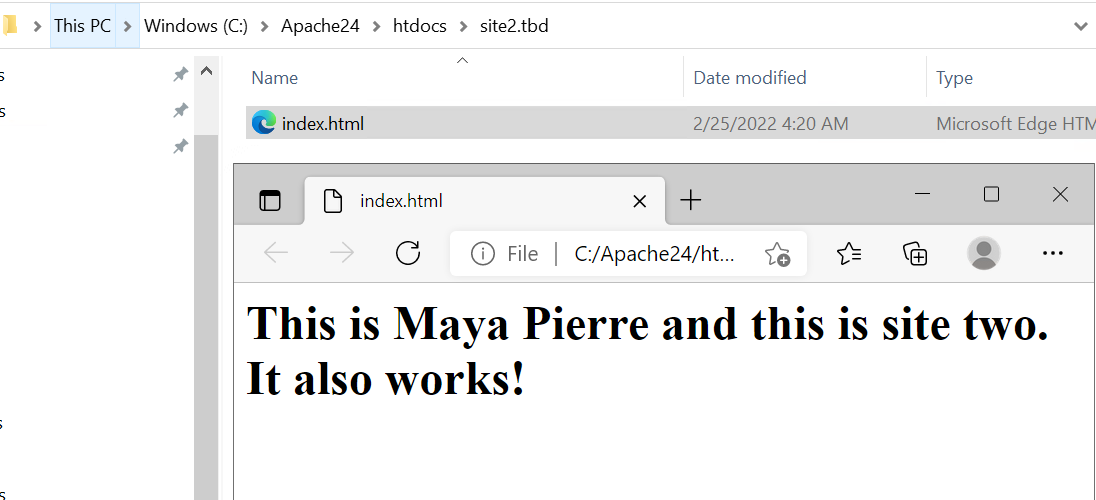 This PC > Windows (C:) > Apache24 > htdocs > site2.tbd
s
Name Date modified Type
s
index.html 2/25/2022 4:20 AM Microsoft Edge HTM
index.html
File | C:/Apache24/ht...
This is Maya Pierre and this is site two.
It also works!
s
s